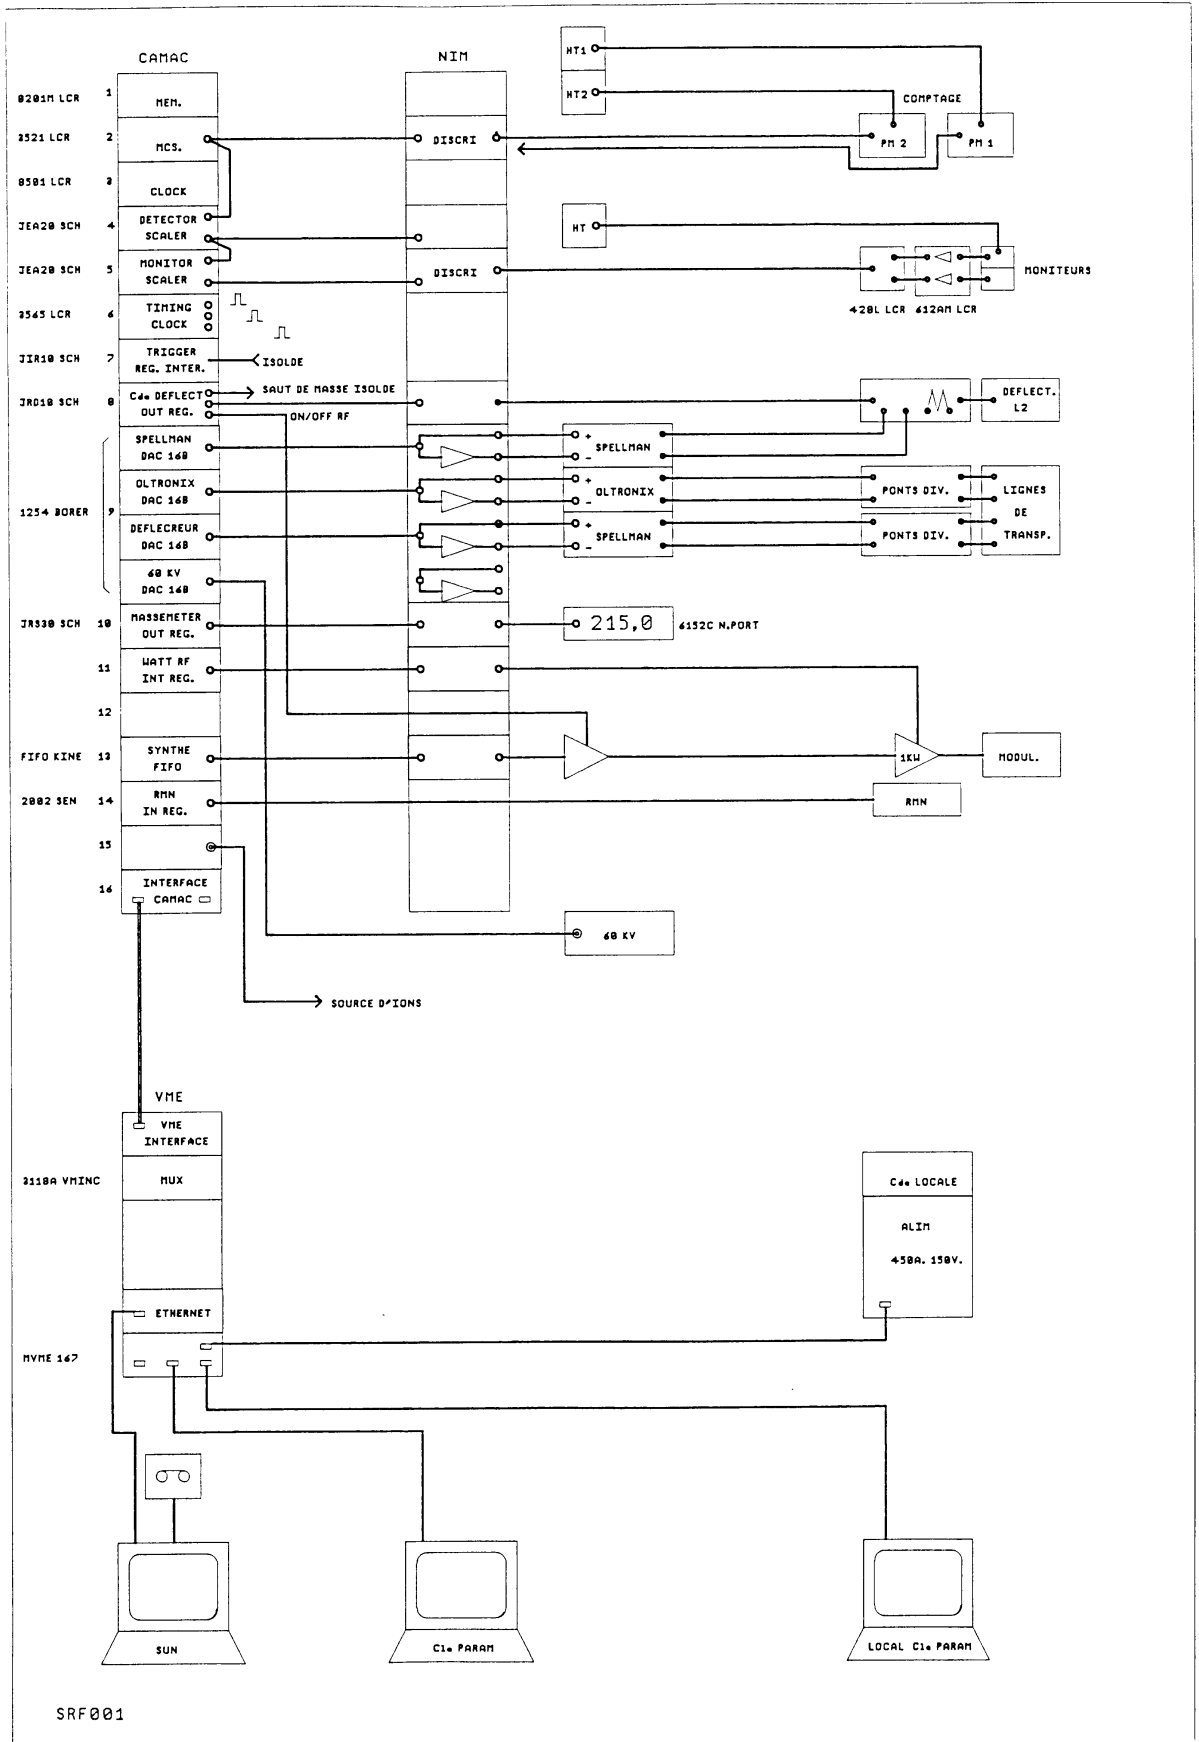 CAMAC
NIM
HT1
HT2
COMPTAGE
PM 2
PM 1
8201M LCR 1 MEM.
3521 LCR 2 MCS.
DISCRI
8501 LCR 3 CLOCK
JEA20 SCH 4 DETECTOR
SCALER
HT
JEA20 SCH 5 MONITOR
SCALER
DISCRI
MONITEURS
428L LCR 612AM LCR
3565 LCR 6 TIMING
CLOCK
JIR10 SCH 7 TRIGGER
REG. INTER.
ISOLDE
JRD10 SCH 8 Cde DEFLECT
OUT REG.
SAUT DE MASSE ISOLDE
ON/OFF RF
DEFLECT.
L2
1254 BORER 9
SPELLMAN
DAC 16B
+
-
SPELLMAN
OLTRONIX
DAC 16B
+
-
OLTRONIX
PONTS DIV.
LIGNES
DE
TRANSP.
DEFLECREUR
DAC 16B
+
-
SPELLMAN
PONTS DIV.
60 KV
DAC 16B
JRS30 SCH 10 MASSEMETER
OUT REG.
215,0
6152C N.PORT
11 WATT RF
INT REG.
12
FIFO KINE 13 SYNTHE
FIFO
1KW
MODUL.
2002 SEN 14 RMN
IN REG.
RMN
15
16 INTERFACE
CAMAC
60 KV
SOURCE D'IONS
VME
VME
INTERFACE
3118A VMINC MUX
Cde LOCALE
ALIM
450A. 150V.
ETHERNET
MVME 167
SUN
Cle PARAM
LOCAL Cle PARAM
SRF001